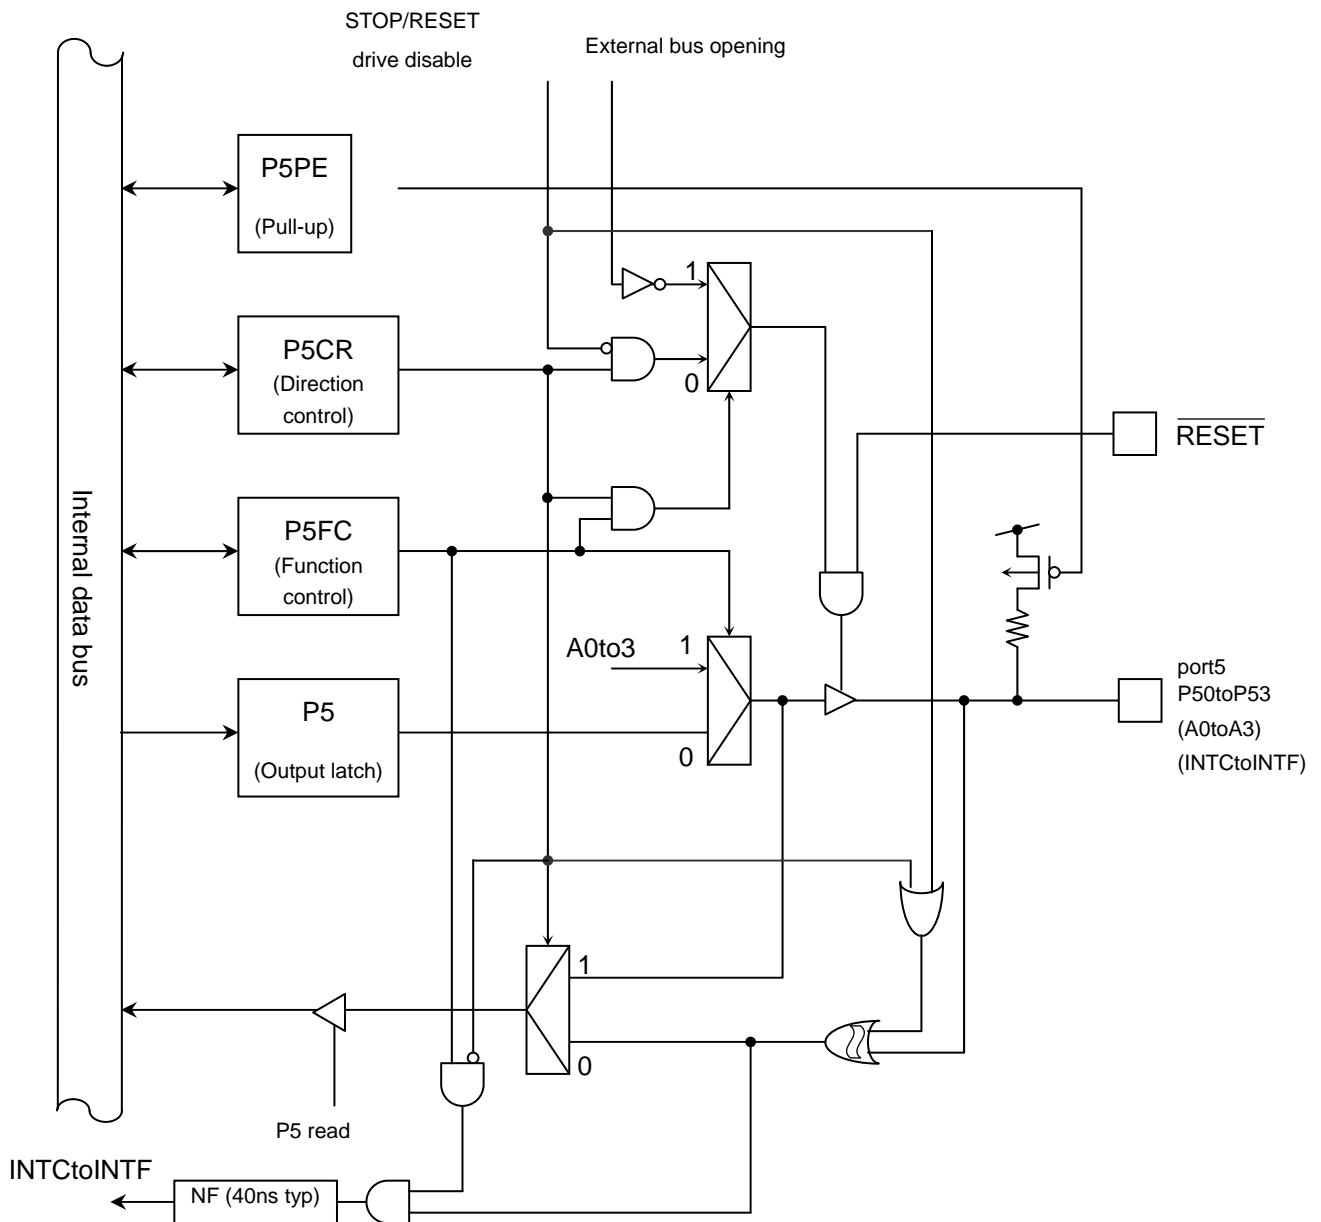 STOP/RESET
drive disable
External bus opening
P5PE
(Pull-up)
1
P5CR
(Direction
control)
0
RESET
Internal data bus
P5FC
(Function
control)
A0to3
1
port5
P50toP53
(A0toA3)
(INTCtoINTF)
P5
(Output latch)
0
1
0
P5 read
INTCtoINTF
NF (40ns typ)